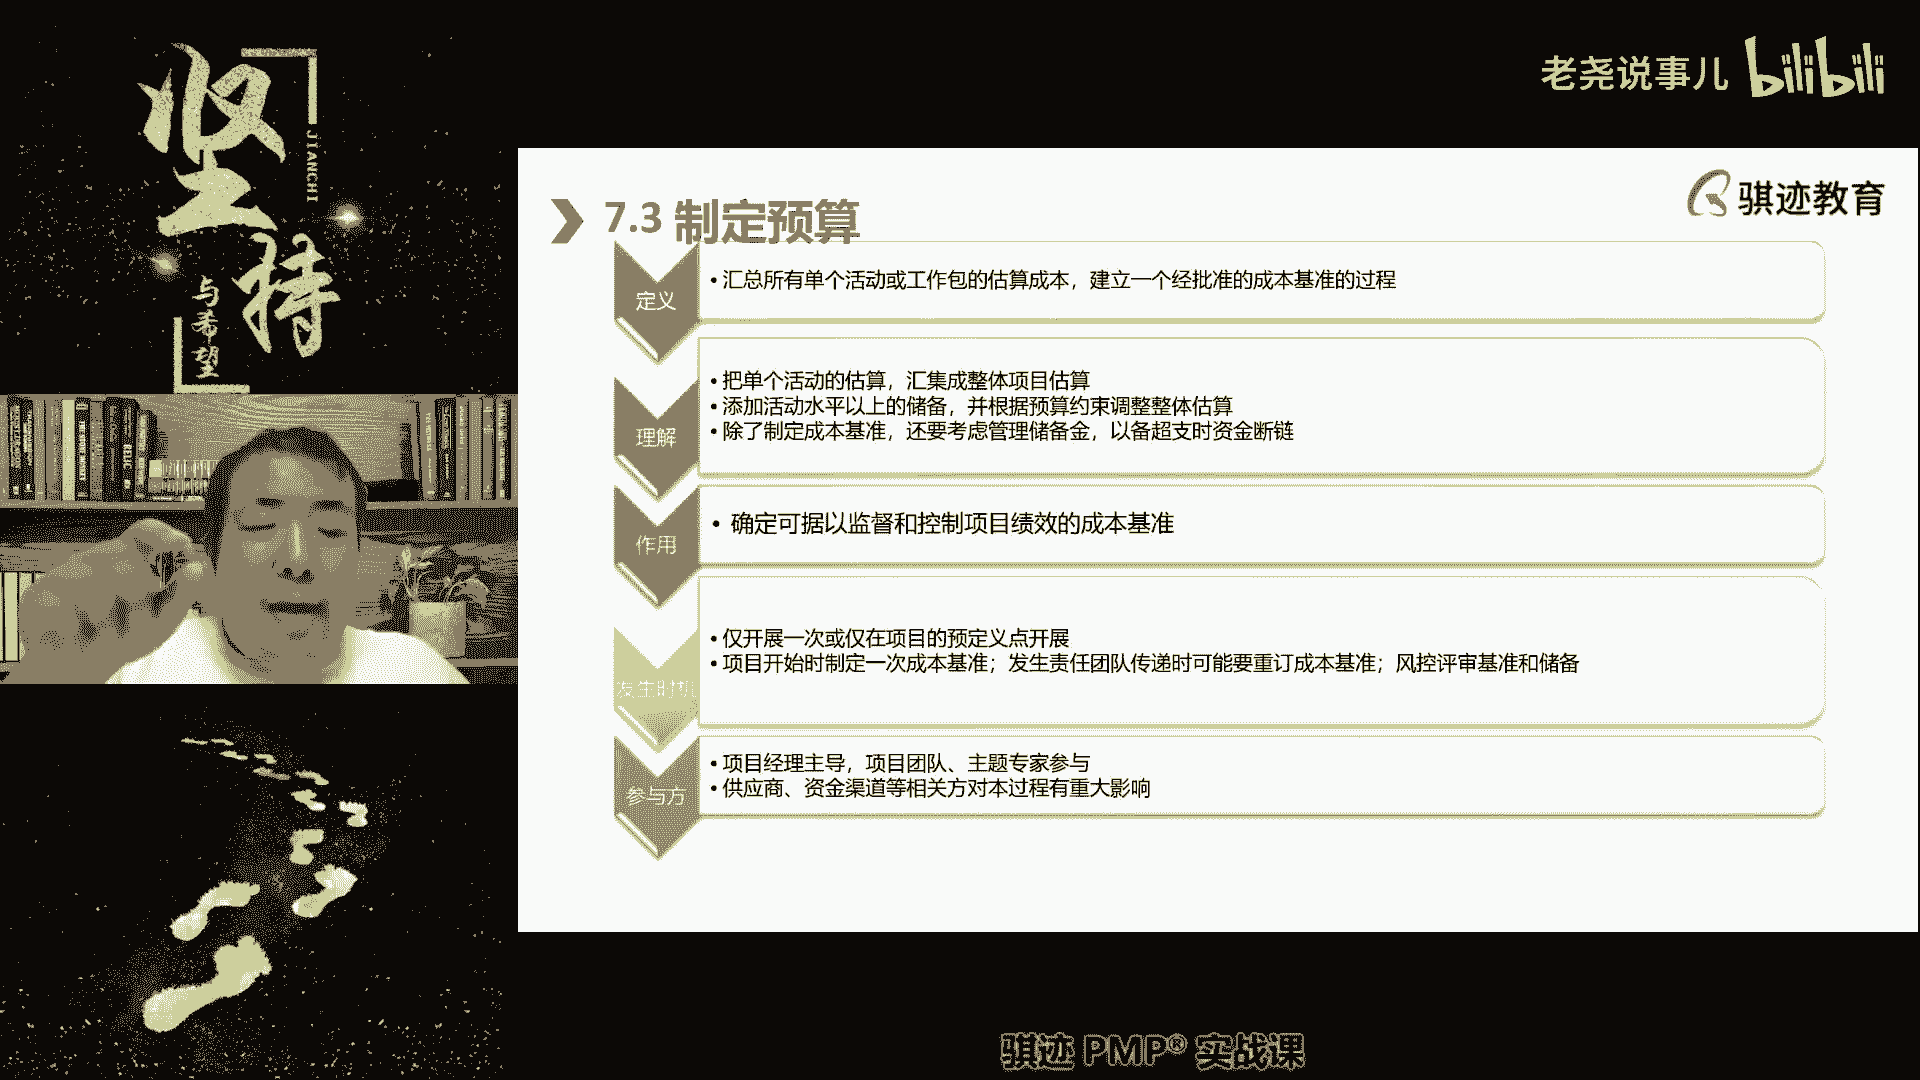 坚
JIANCHI
持
与希望
老尧说事儿 bilibili
骐迹教育
7.3 制定预算
定义
•汇总所有单个活动或工作包的估算成本，建立一个经批准的成本基准的过程
理解
•把单个活动的估算，汇集成整体项目估算
•添加活动水平以上的储备，并根据预算约束调整整体估算
•除了制定成本基准，还要考虑管理储备金，以备超支时资金断链
作用
• 确定可据以监督和控制项目绩效的成本基准
发生时机
•仅开展一次或仅在项目的预定义点开展
•项目开始时制定一次成本基准；发生责任团队传递时可能要重订成本基准；风控评审基准和储备
参与方
•项目经理主导，项目团队、主题专家参与
•供应商、资金渠道等相关方对本过程有重大影响
骐迹 PMP® 实战课